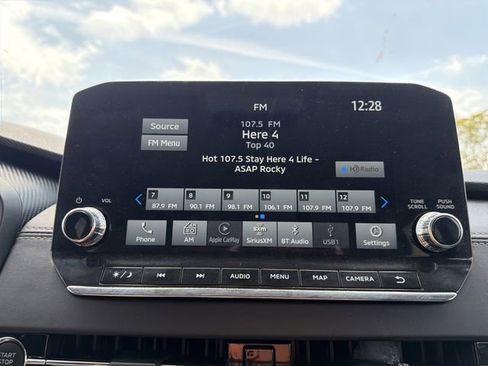 FM
12:28
107.5 FM
Here 4
Top 40
Source
FM Menu
Hot 107.5 Stay Here 4 Life -
ASAP Rocky
HD Radio
7 8 9 10 11 12
87.9 FM 90.1 FM 98.1 FM 106.1 FM 107.9 FM 107.9 FM
VOL
TUNE
SCROLL
PUSH
SOUND
Phone
AM
Apple CarPlay
sxm
SiriusXM
BT Audio
USB1
Settings
AUDIO
MENU
MAP
CAMERA
START
STOP